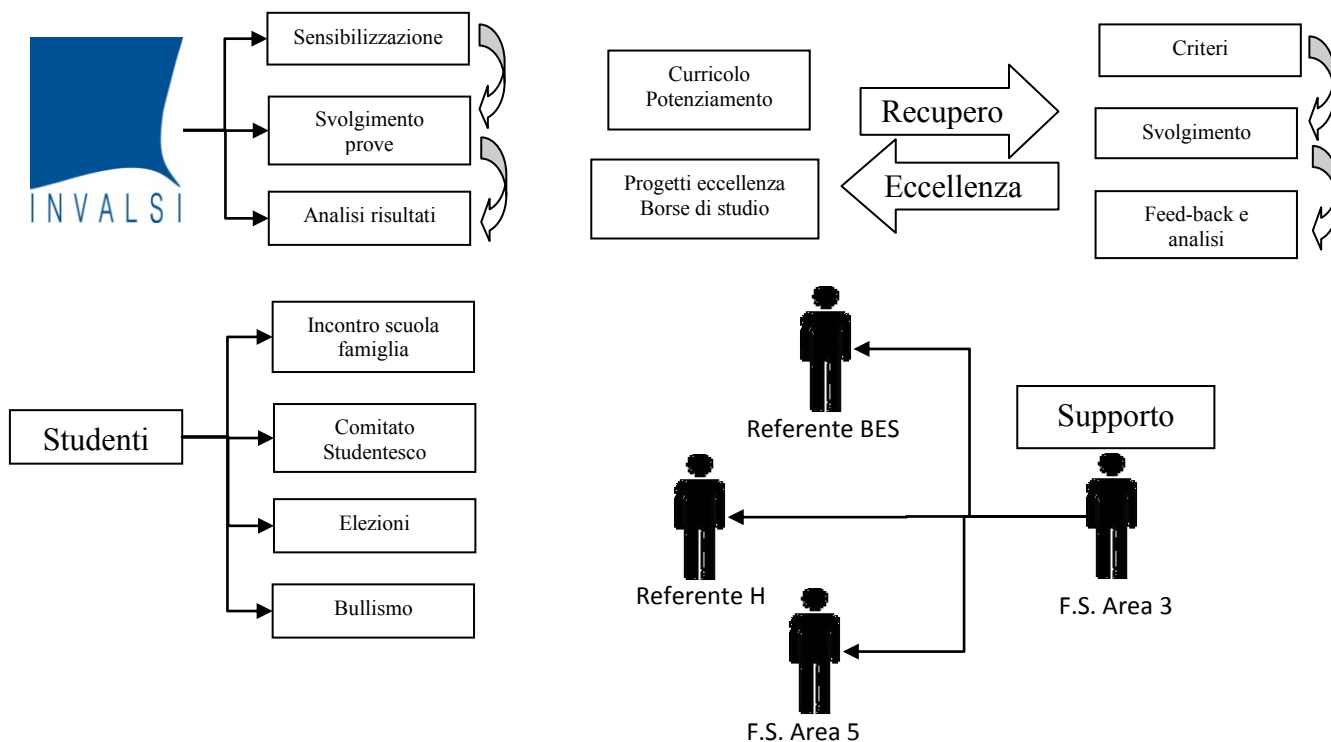 INVALSI
Sensibilizzazione
Svolgimento
prove
Analisi risultati
Curricolo
Potenziamento
Progetti eccellenza
Borse di studio
Recupero
Eccellenza
Criteri
Svolgimento
Feed-back e
analisi
Studenti
Incontro scuola
famiglia
Comitato
Studentesco
Elezioni
Bullismo
Referente BES
Supporto
Referente H
F.S. Area 3
F.S. Area 5